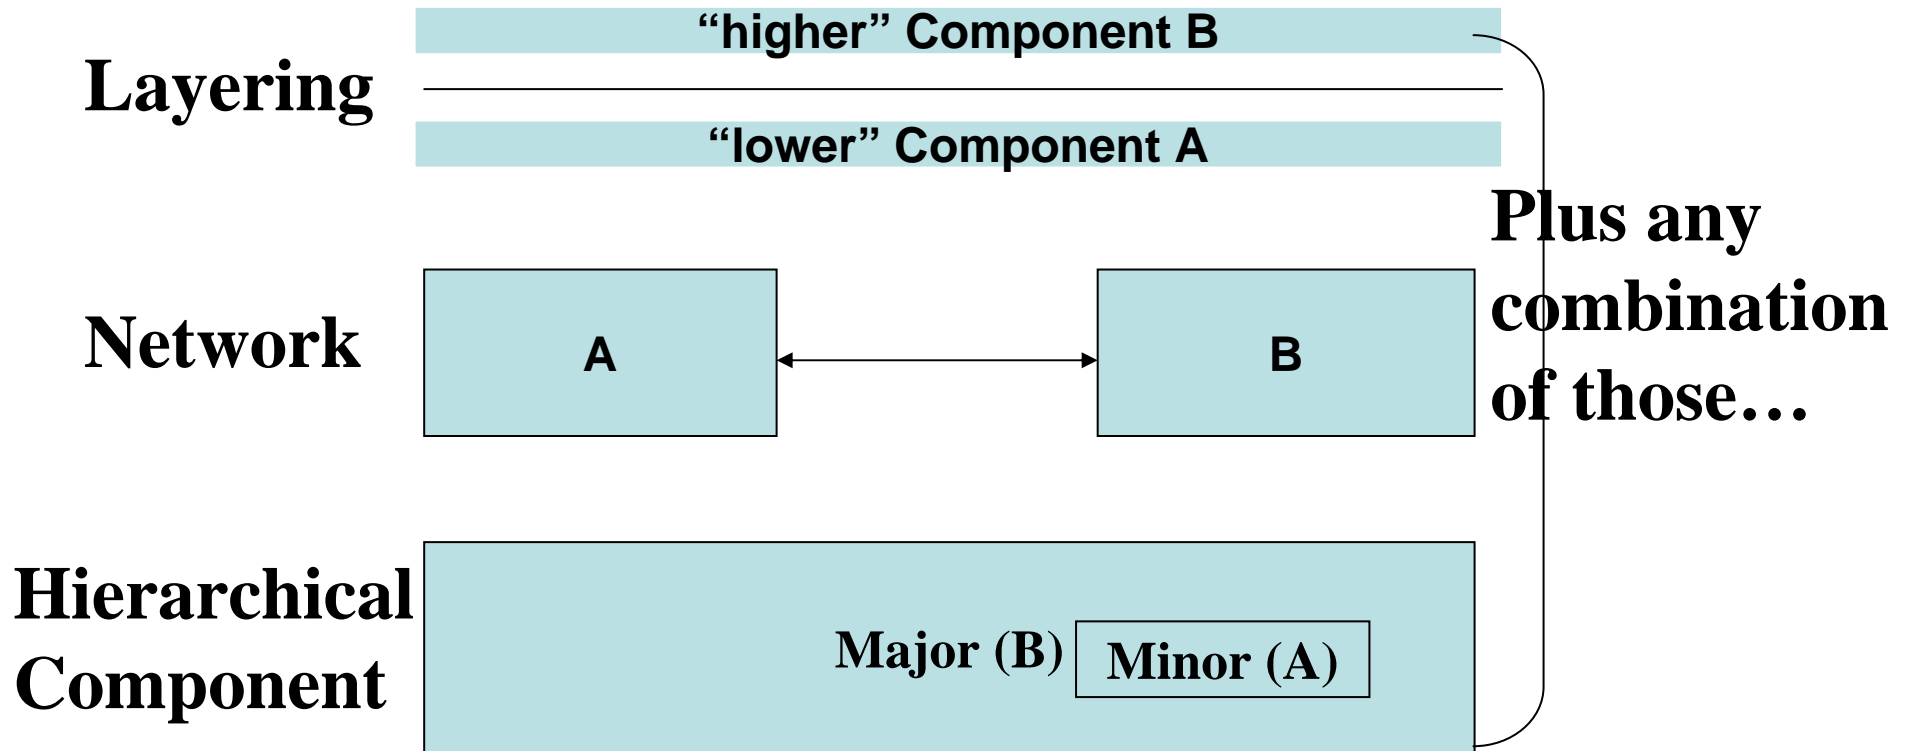 “higher” Component B
Layering
“lower” Component A
Plus any
combination
of those…
Network
A
B
Hierarchical
Component
Major (B)
Minor (A)